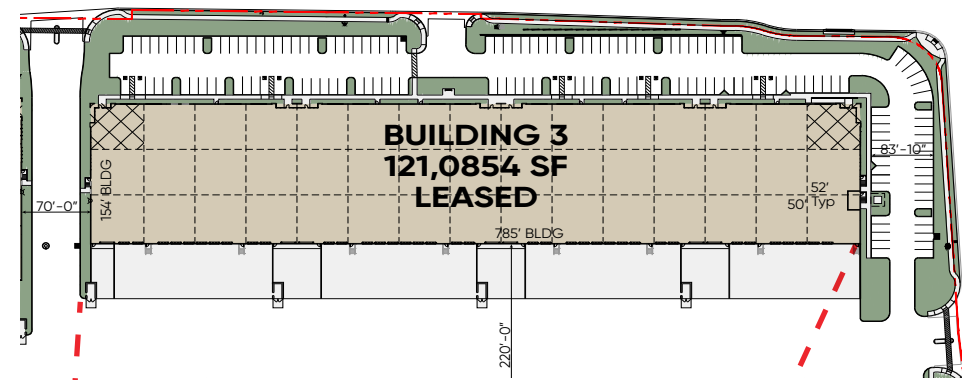 BUILDING 3
121,0854 SF
LEASED
83'-10"
154' BLDG
52'
50' Typ
70'-0"
785' BLDG
220'-0"